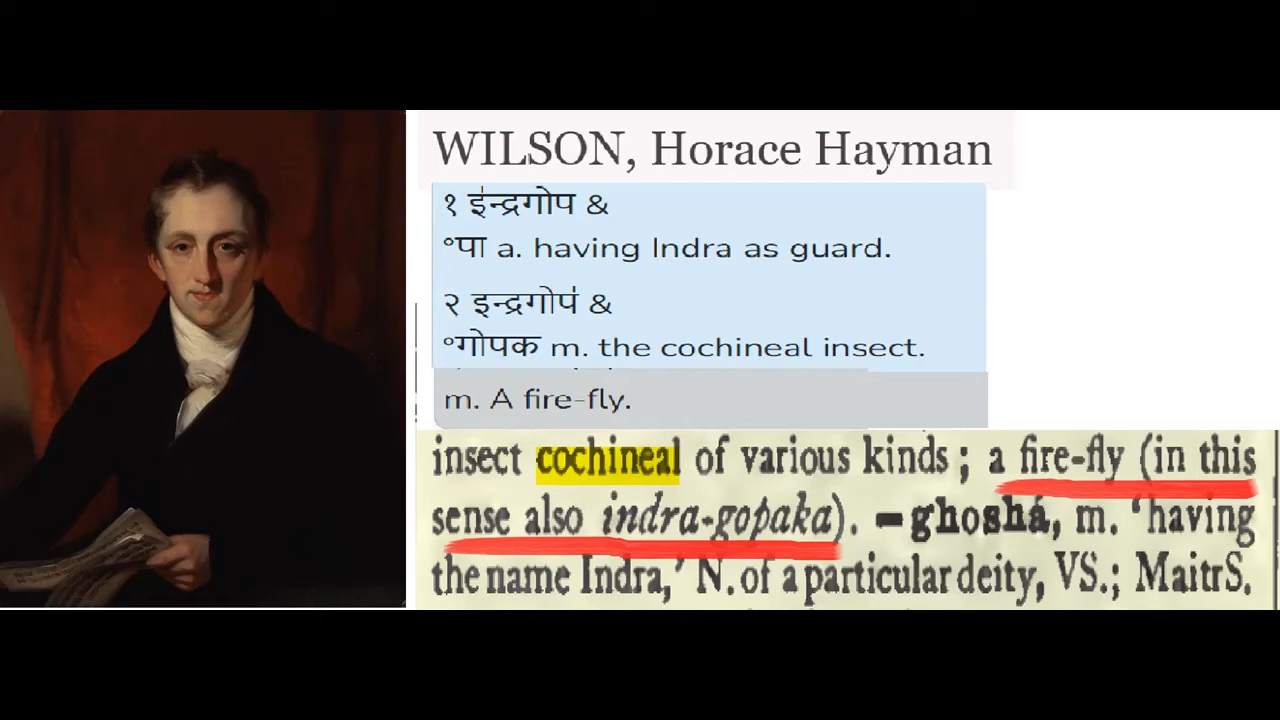 WILSON, Horace Hayman
१ इ॑न्द्रगोप &
°पा a. having Indra as guard.
२ इन्द्रगोप॑ &
°गोपक m. the cochineal insect.
m. A fire-fly.
insect cochineal of various kinds; a fire-fly (in this
sense also indra-gopaka). – ghoshá, m. ‘having
the name Indra,’ N. of a particular deity, VS.; MaitrS.